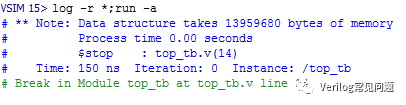 VSIM 15> log -r *;run -a
# ** Note: Data structure takes 13959680 bytes of memory
#          Process time 0.00 seconds
#          $stop    : top_tb.v(14)
#    Time: 150 ns  Iteration: 0  Instance: /top_tb
# Break in Module top_tb at top_tb.v line
Verilog常见问题